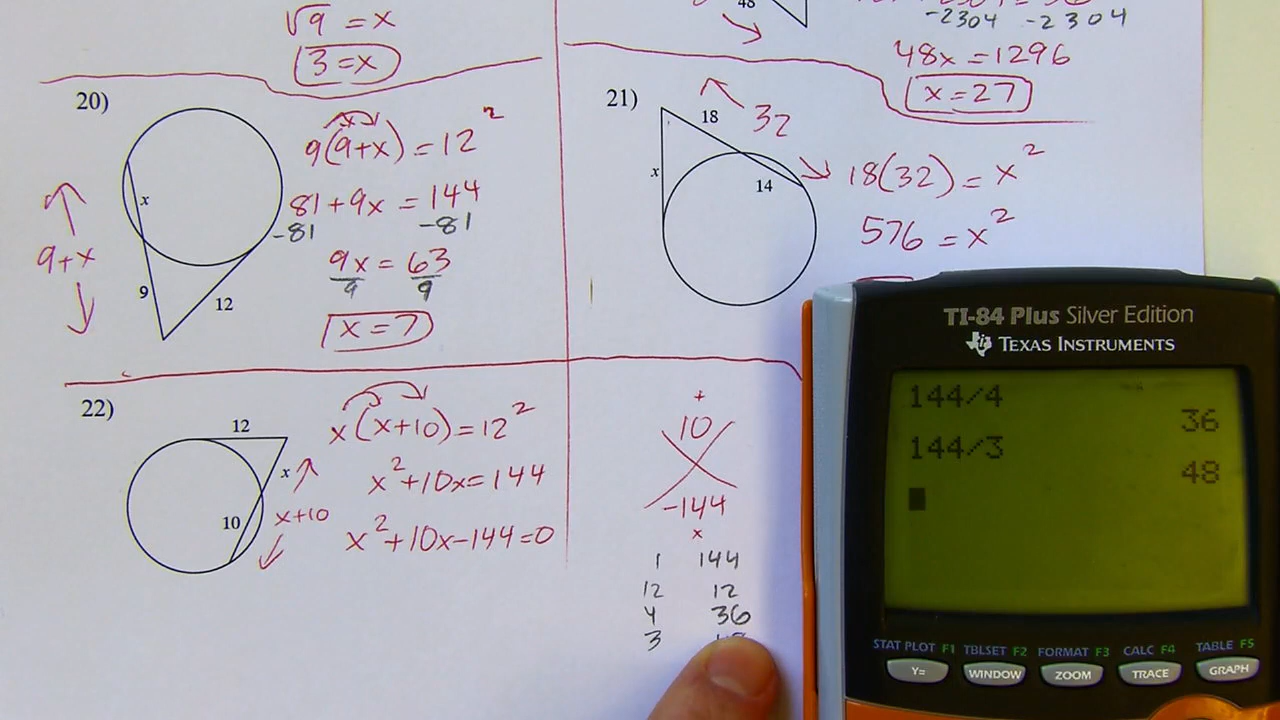 √9 = x
3 = x
48
-2304 -2304
48x = 1296
x = 27
20)
x
9
12
9+x
9(9+x) = 12²
81 + 9x = 144
-81 -81
9x = 63
9 9
x = 7
21)
18
32
x
14
18(32) = x²
576 = x²
22)
12
x
10
x+10
x(x+10) = 12²
x²+10x = 144
x²+10x-144=0
+
10
-144
x
1 144
12 12
4 36
3
TI-84 Plus Silver Edition
TEXAS INSTRUMENTS
144/4
36
144/3
48
STAT PLOT F1 TBLSET F2 FORMAT F3 CALC F4 TABLE F5
Y= WINDOW ZOOM TRACE GRAPH